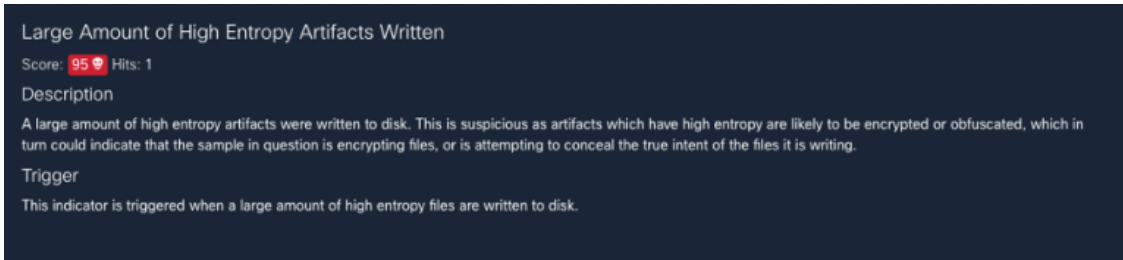 Large Amount of High Entropy Artifacts Written
Score: 95 Hits: 1
Description
A large amount of high entropy artifacts were written to disk. This is suspicious as artifacts which have high entropy are likely to be encrypted or obfuscated, which in
turn could indicate that the sample in question is encrypting files, or is attempting to conceal the true intent of the files it is writing.
Trigger
This indicator is triggered when a large amount of high entropy files are written to disk.